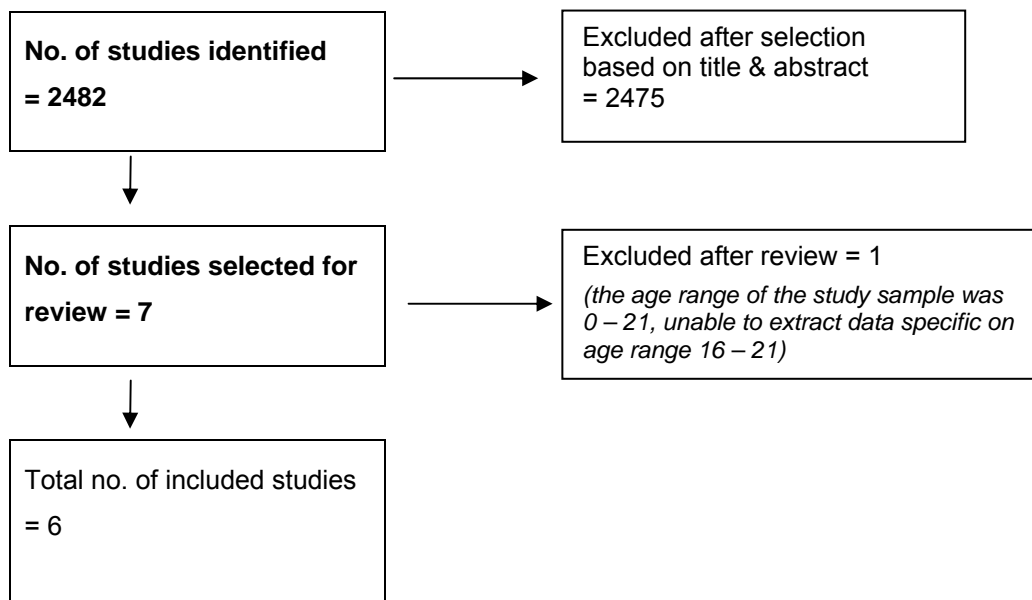 No. of studies identified
= 2482
Excluded after selection
based on title & abstract
= 2475
No. of studies selected for
review = 7
Excluded after review = 1
(the age range of the study sample was
0 – 21, unable to extract data specific on
age range 16 – 21)
Total no. of included studies
= 6